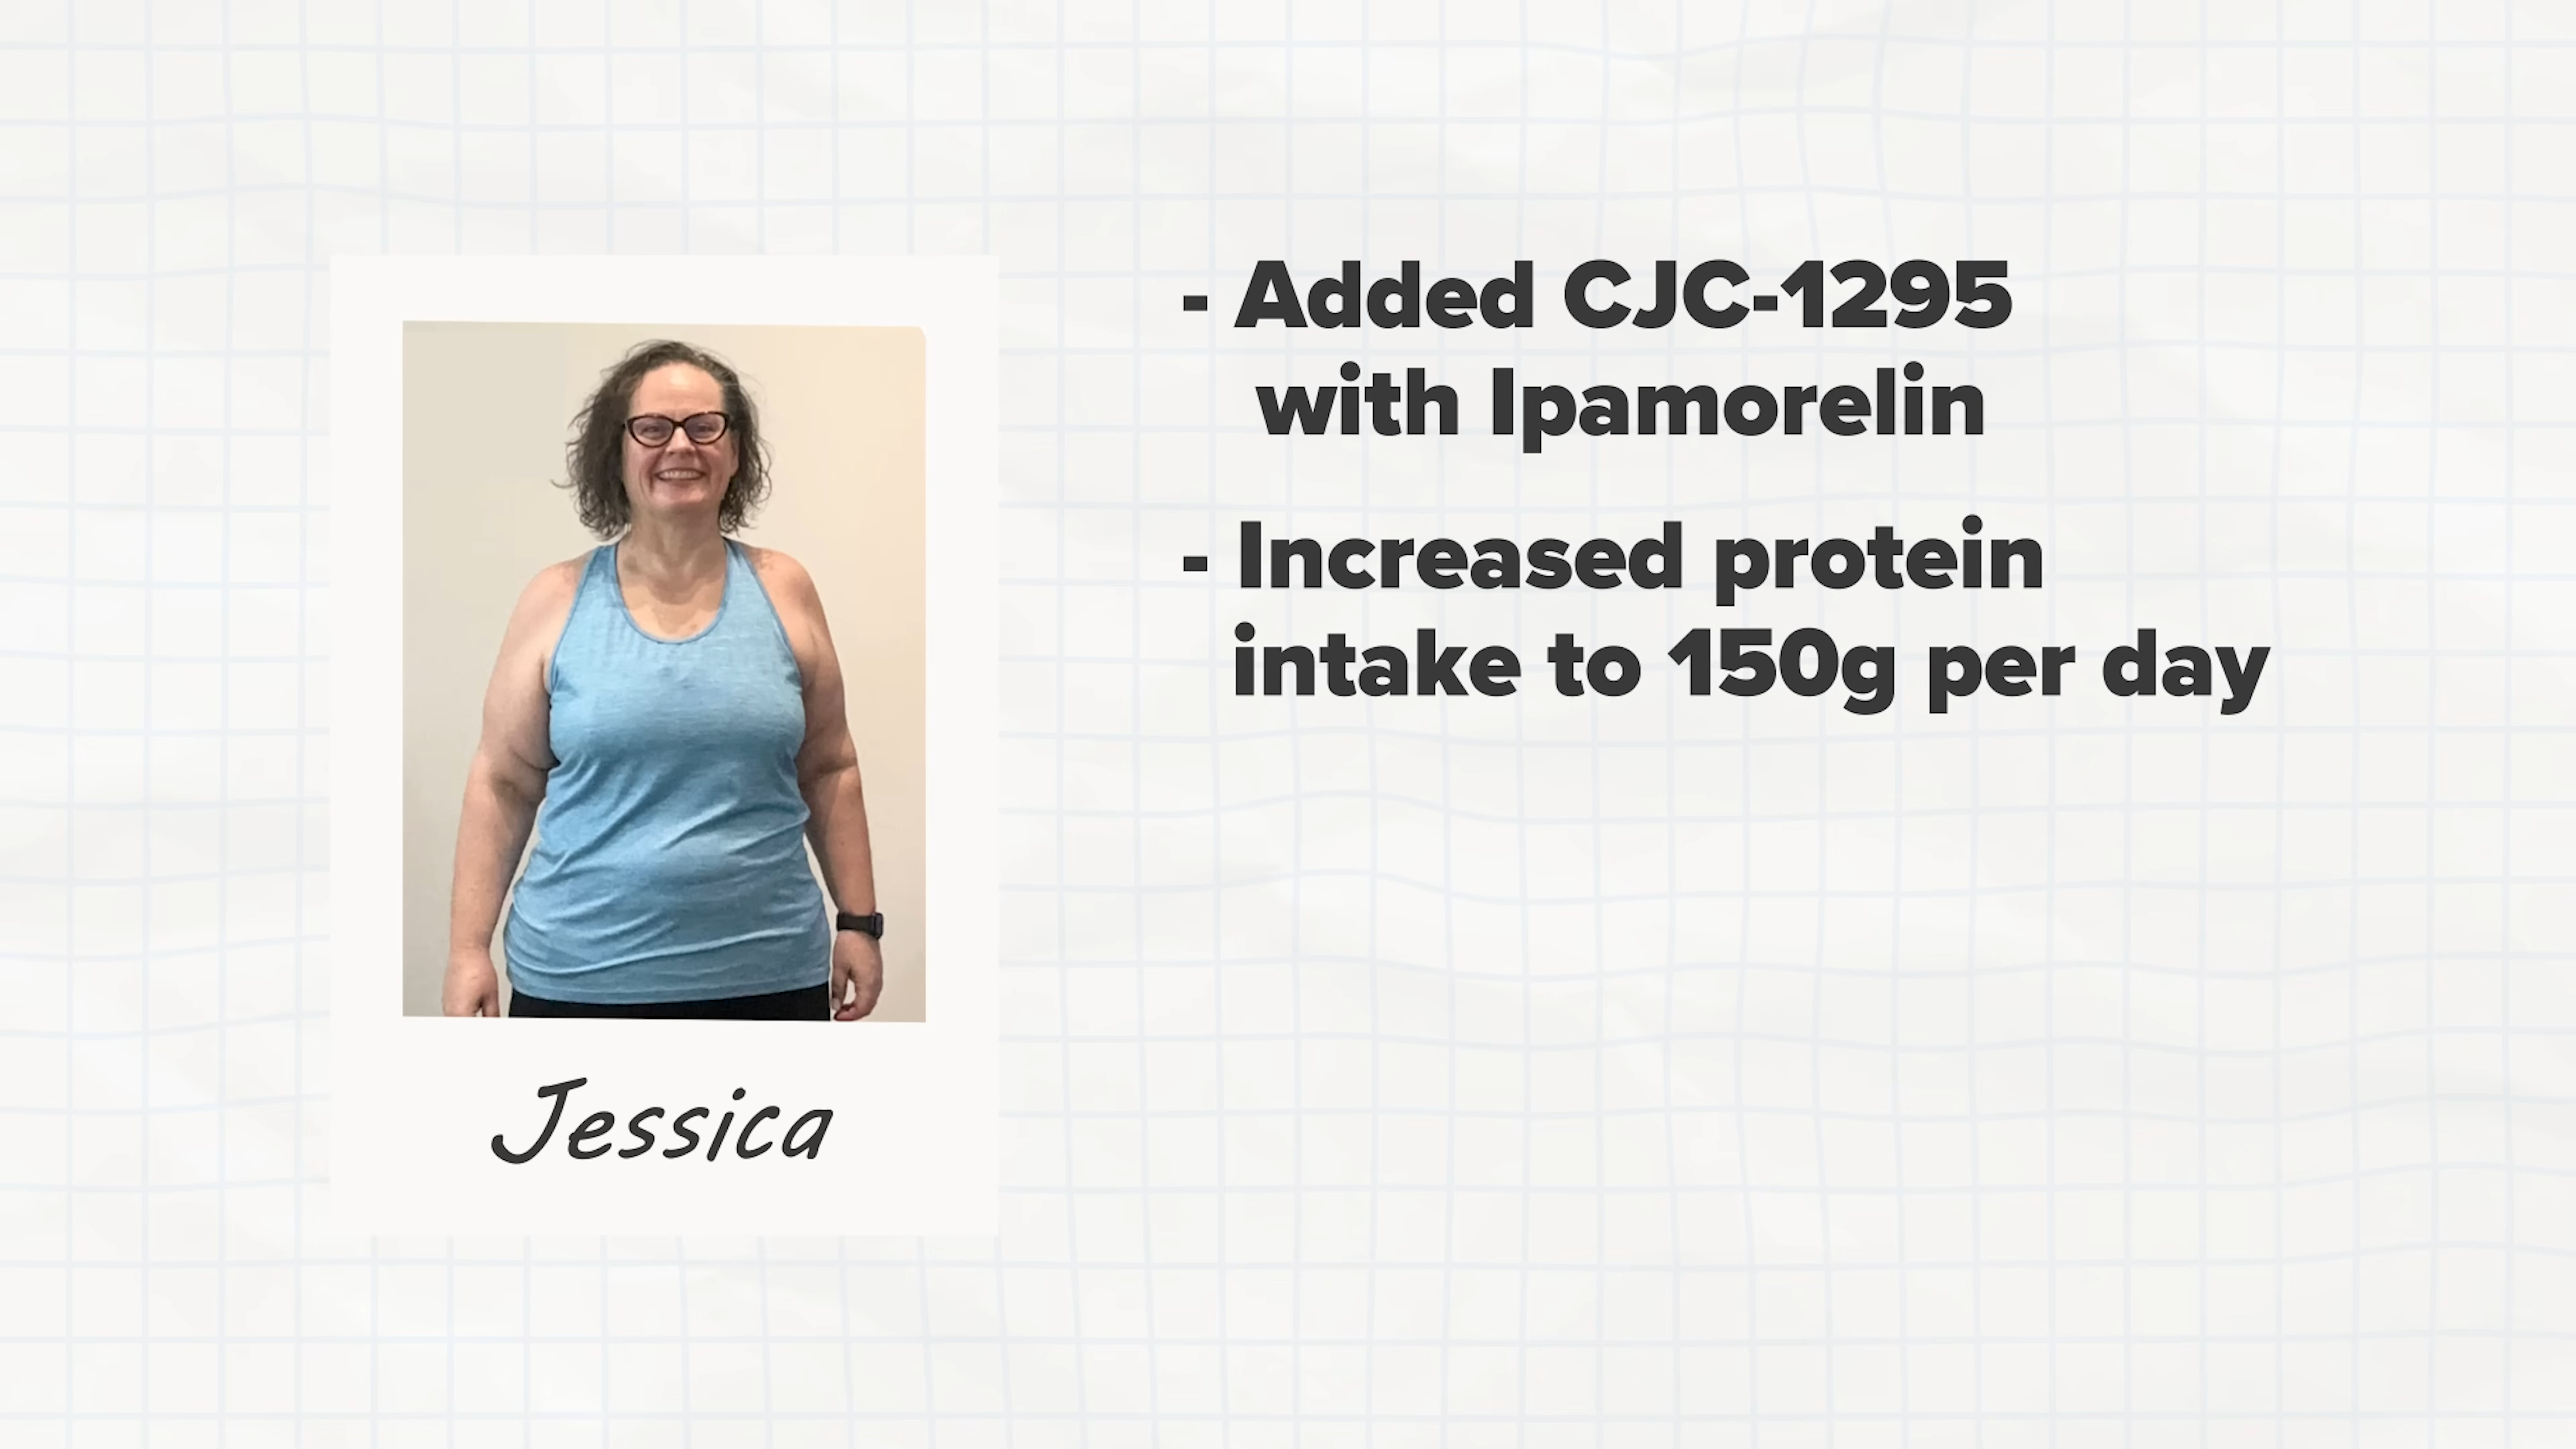 - Added CJC-1295
with Ipamorelin
- Increased protein
intake to 150g per day
Jessica